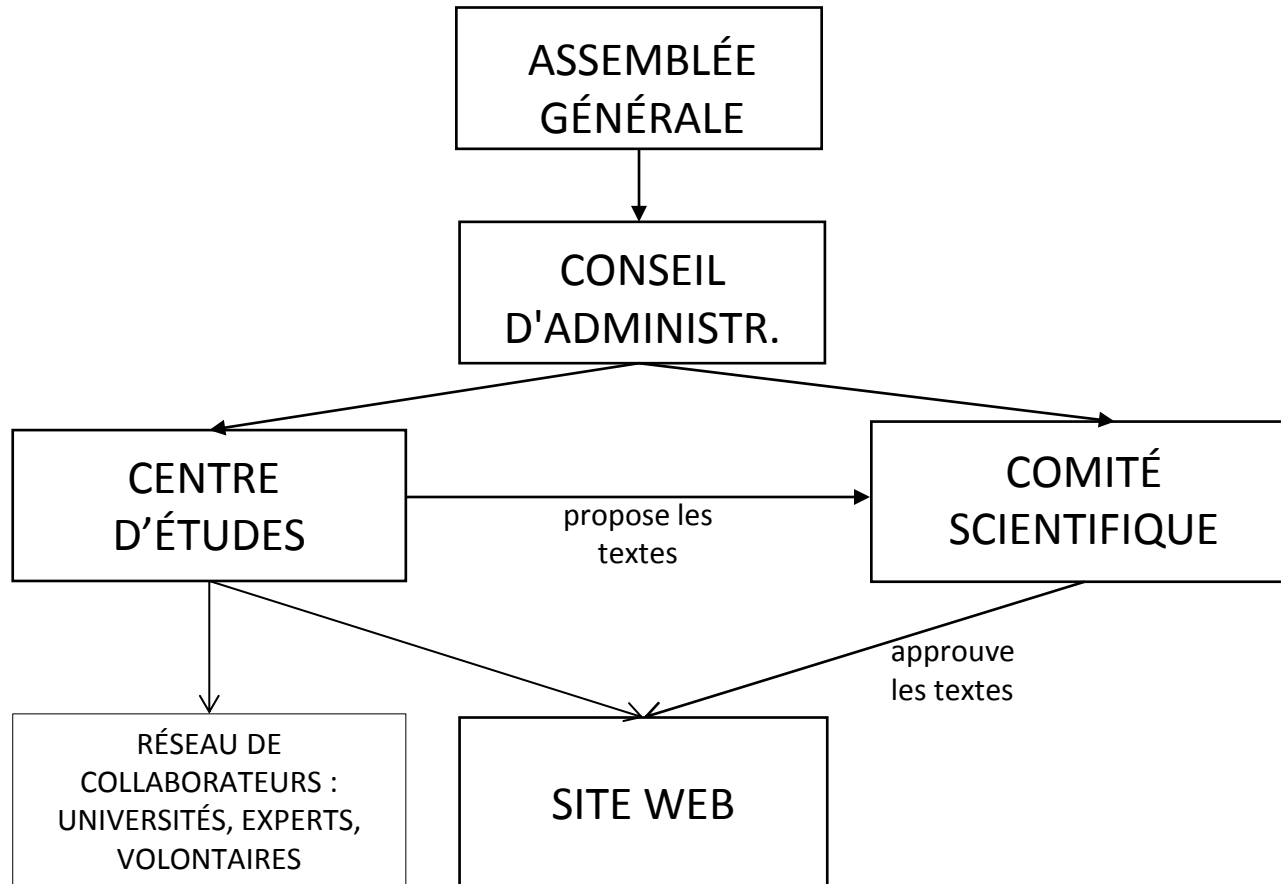 ASSEMBLÉE
GÉNÉRALE
CONSEIL
D'ADMINISTR.
CENTRE
D’ÉTUDES
propose les
textes
COMITÉ
SCIENTIFIQUE
approuve
les textes
RÉSEAU DE
COLLABORATEURS :
UNIVERSITÉS, EXPERTS,
VOLONTAIRES
SITE WEB